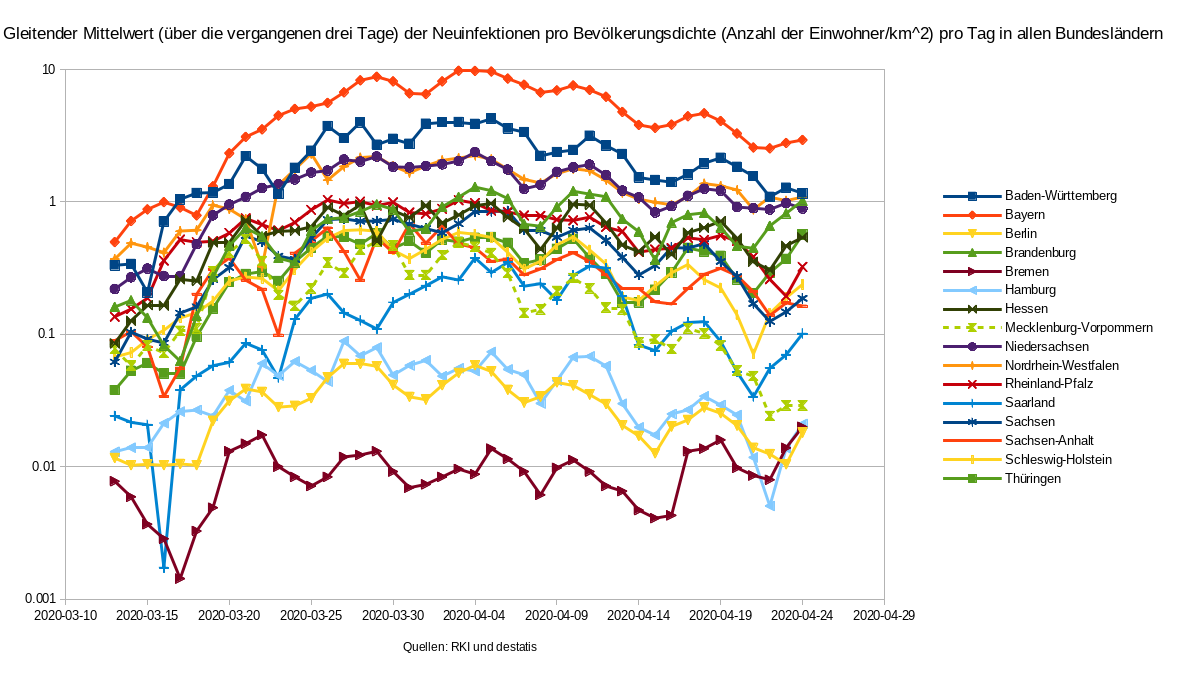 Gleitender Mittelwert (über die vergangenen drei Tage) der Neuinfektionen pro Bevölkerungsdichte (Anzahl der Einwohner/km^2) pro Tag in allen Bundesländern
10
1
0.1
0.01
0.001
2020-03-10 2020-03-15 2020-03-20 2020-03-25 2020-03-30 2020-04-04 2020-04-09 2020-04-14 2020-04-19 2020-04-24 2020-04-29
Quellen: RKI und destatis
Baden-Württemberg
Bayern
Berlin
Brandenburg
Bremen
Hamburg
Hessen
Mecklenburg-Vorpommern
Niedersachsen
Nordrhein-Westfalen
Rheinland-Pfalz
Saarland
Sachsen
Sachsen-Anhalt
Schleswig-Holstein
Thüringen